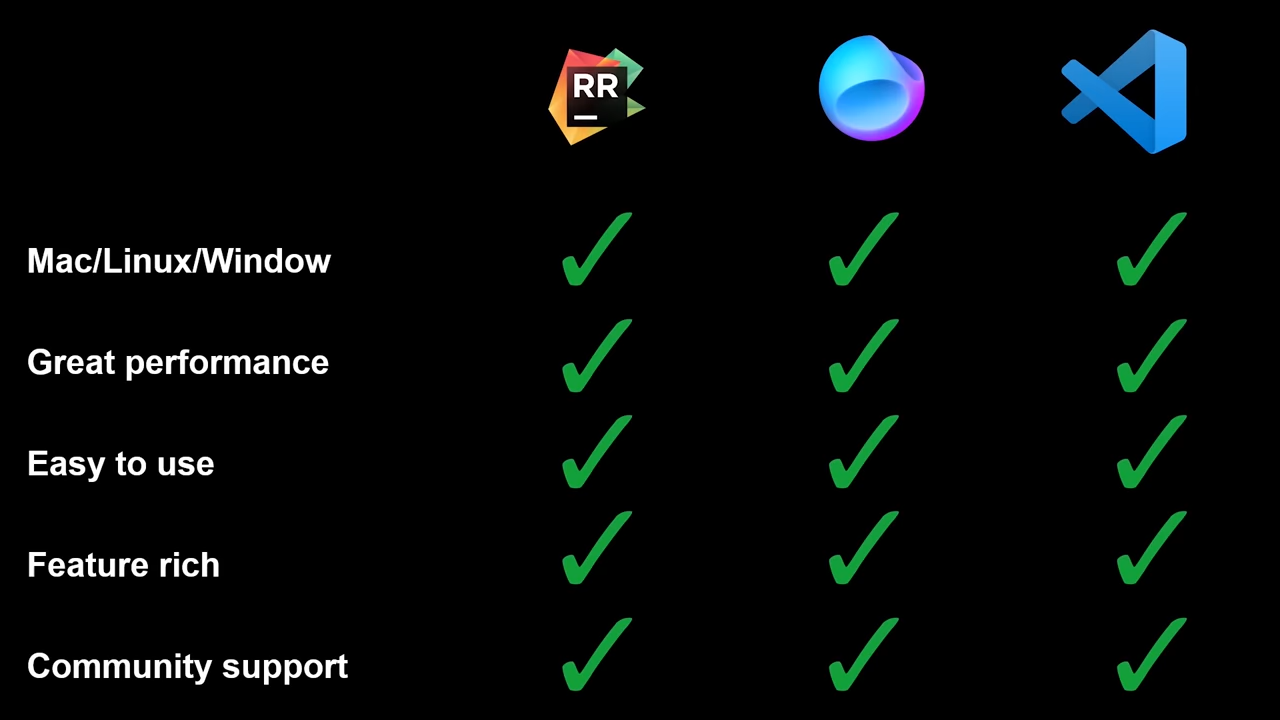 RR
Mac/Linux/Window
Great performance
Easy to use
Feature rich
Community support